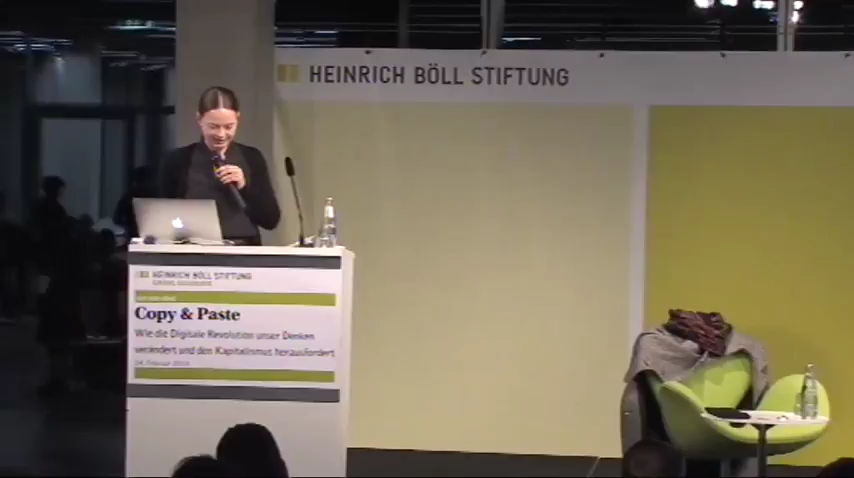 HEINRICH BÖLL STIFTUNG
HEINRICH BÖLL STIFTUNG
Copy & Paste
Wie die Digitale Revolution unser Denken
verändert und den Kapitalismus herausfordert
Februar